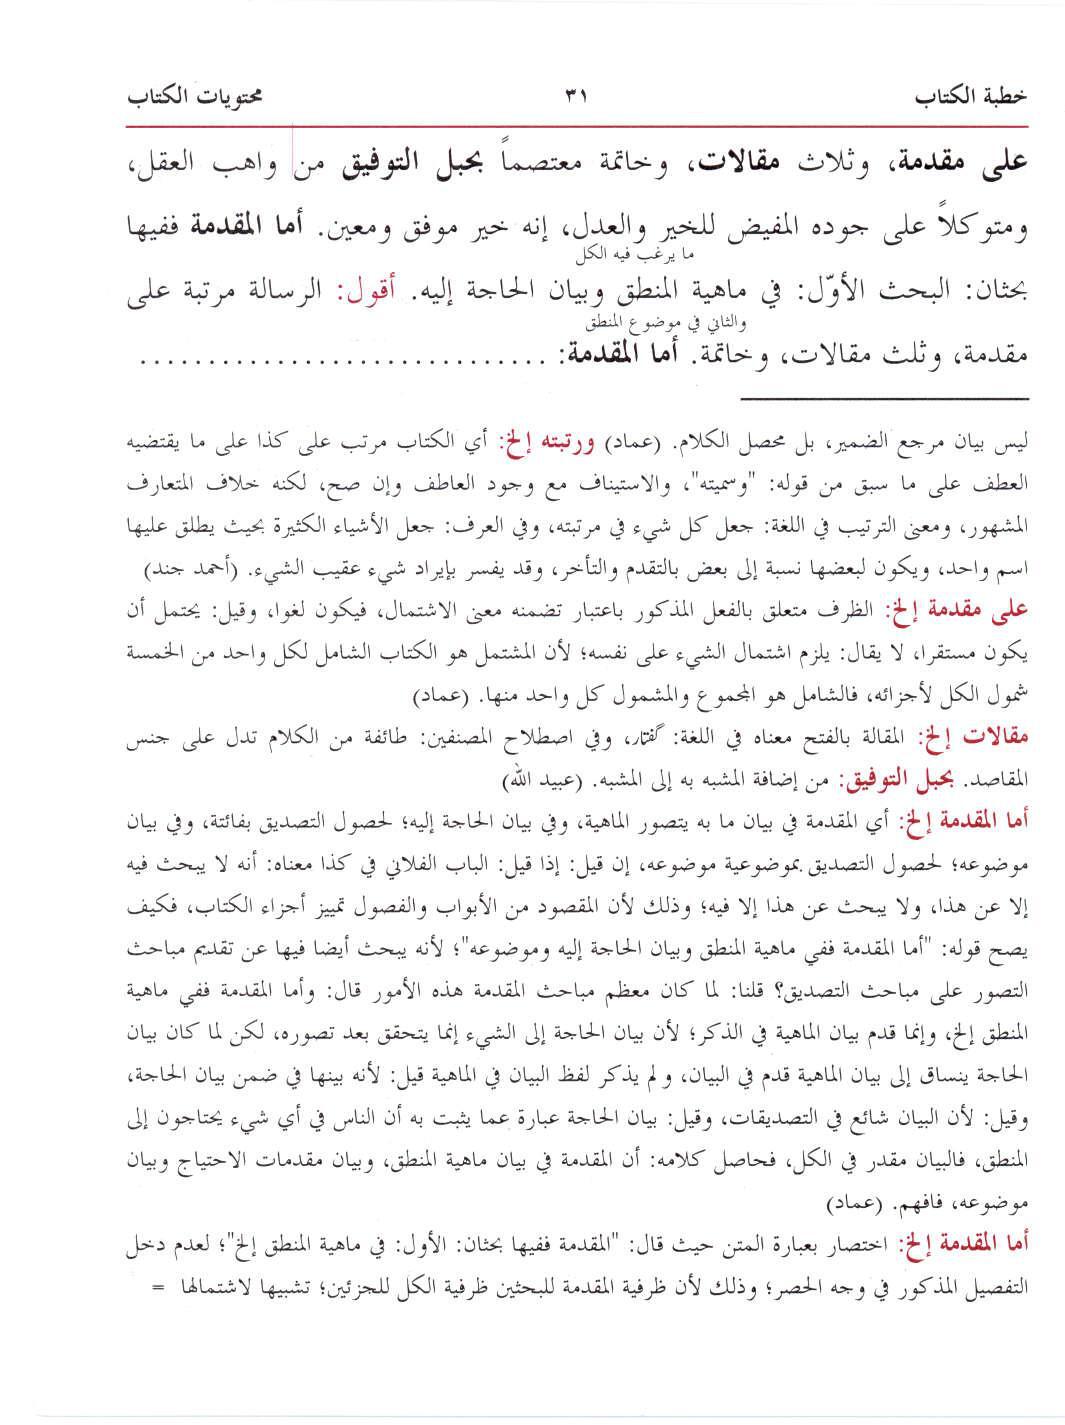 خطبة الكتاب ٣١ محتويات الكتاب
على مقدمة، وثلاث مقالات، وخاتمة معتصماً بحبل التوفيق من واهب العقل،
ومتوكلاً على جوده المفيض للخير والعدل، إنه خير موفق ومعين. أما المقدمة ففيها
ما يرغب فيه الكل
بحثان: البحث الأوّل: في ماهية المنطق وبيان الحاجة إليه. أقول: الرسالة مرتبة على
والثاني في موضوع المنطق
مقدمة، وثلث مقالات، وخاتمة. أما المقدمة: ..............................
ليس بيان مرجع الضمير، بل محصل الكلام. (عماد) ورتبته إلخ: أي الكتاب مرتب على كذا على ما يقتضيه
العطف على ما سبق من قوله: "وسميته"، والاستيناف مع وجود العاطف وإن صح، لكنه خلاف المتعارف
المشهور، ومعنى الترتيب في اللغة: جعل كل شيء في مرتبته، وفي العرف: جعل الأشياء الكثيرة بحيث يطلق عليها
اسم واحد، ويكون لبعضها نسبة إلى بعض بالتقدم والتأخر، وقد يفسر بإيراد شيء عقيب الشيء. (أحمد جند)
على مقدمة إلخ: الظرف متعلق بالفعل المذكور باعتبار تضمنه معنى الاشتمال، فيكون لغوا، وقيل: يحتمل أن
يكون مستقرا، لا يقال: يلزم اشتمال الشيء على نفسه؛ لأن المشتمل هو الكتاب الشامل لكل واحد من الخمسة
شمول الكل لأجزائه، فالشامل هو المجموع والمشمول كل واحد منها. (عماد)
مقالات إلخ: المقالة بالفتح معناه في اللغة: گفتار، وفي اصطلاح المصنفين: طائفة من الكلام تدل على جنس
المقاصد. بحبل التوفيق: من إضافة المشبه به إلى المشبه. (عبيد الله)
أما المقدمة إلخ: أي المقدمة في بيان ما به يتصور الماهية، وفي بيان الحاجة إليه؛ لحصول التصديق بفائتة، وفي بيان
موضوعه؛ لحصول التصديق بموضوعية موضوعه، إن قيل: إذا قيل: الباب الفلاني في كذا معناه: أنه لا يبحث فيه
إلا عن هذا، ولا يبحث عن هذا إلا فيه؛ وذلك لأن المقصود من الأبواب والفصول تمييز أجزاء الكتاب، فكيف
يصح قوله: "أما المقدمة ففي ماهية المنطق وبيان الحاجة إليه وموضوعه"؛ لأنه يبحث أيضا فيها عن تقديم مباحث
التصور على مباحث التصديق؟ قلنا: لما كان معظم مباحث المقدمة هذه الأمور قال: وأما المقدمة ففي ماهية
المنطق إلخ، وإنما قدم بيان الماهية في الذكر؛ لأن بيان الحاجة إلى الشيء إنما يتحقق بعد تصوره، لكن لما كان بيان
الحاجة ينساق إلى بيان الماهية قدم في البيان، و لم يذكر لفظ البيان في الماهية قيل: لأنه بينها في ضمن بيان الحاجة،
وقيل: لأن البيان شائع في التصديقات، وقيل: بيان الحاجة عبارة عما يثبت به أن الناس في أي شيء يحتاجون إلى
المنطق، فالبيان مقدر في الكل، فحاصل كلامه: أن المقدمة في بيان ماهية المنطق، وبيان مقدمات الاحتياج وبيان
موضوعه، فافهم. (عماد)
أما المقدمة إلخ: اختصار بعبارة المتن حيث قال: "المقدمة ففيها بحثان: الأول: في ماهية المنطق إلخ"؛ لعدم دخل
التفصيل المذكور في وجه الحصر؛ وذلك لأن ظرفية المقدمة للبحثين ظرفية الكل للجزئين؛ تشبيها لاشتمالها =